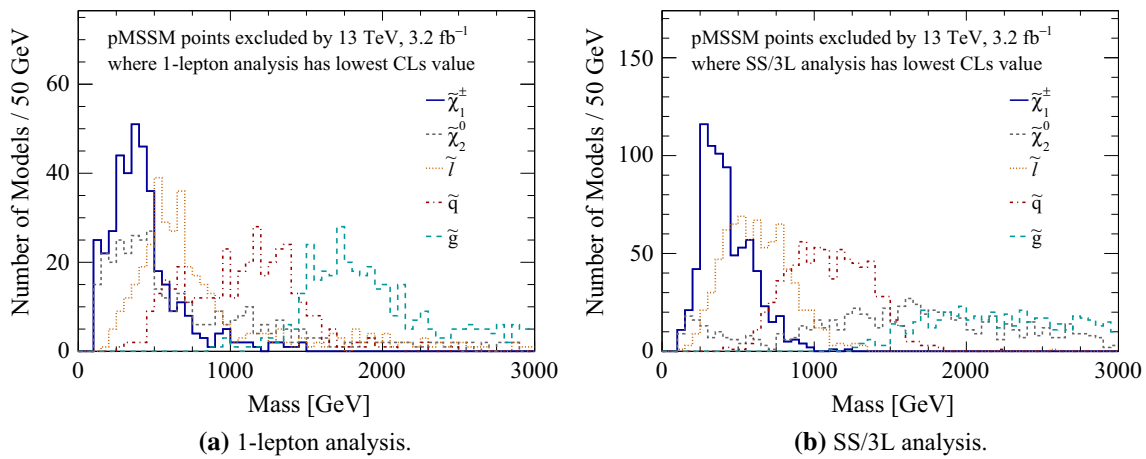 pMSSM points excluded by 13 TeV, 3.2 fb⁻¹
where 1-lepton analysis has lowest CLs value
χ̃₁±
χ̃₂⁰
l̃
q̃
g̃
Number of Models / 50 GeV
60
40
20
0
0 1000 2000 3000
Mass [GeV]
(a) 1-lepton analysis.
pMSSM points excluded by 13 TeV, 3.2 fb⁻¹
where SS/3L analysis has lowest CLs value
χ̃₁±
χ̃₂⁰
l̃
q̃
g̃
Number of Models / 50 GeV
150
100
50
0
0 1000 2000 3000
Mass [GeV]
(b) SS/3L analysis.